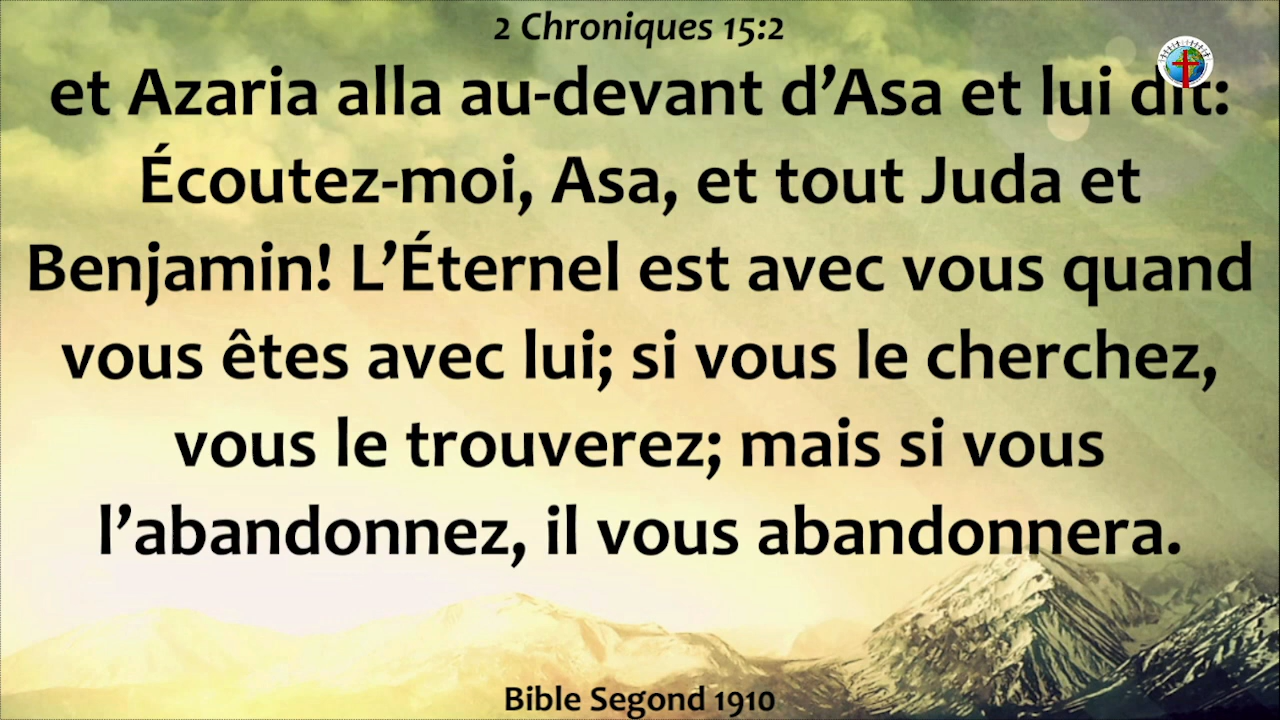 2 Chroniques 15:2
et Azaria alla au-devant d’Asa et lui dit:
Écoutez-moi, Asa, et tout Juda et
Benjamin! L’Éternel est avec vous quand
vous êtes avec lui; si vous le cherchez,
vous le trouverez; mais si vous
l’abandonnez, il vous abandonnera.
Bible Segond 1910